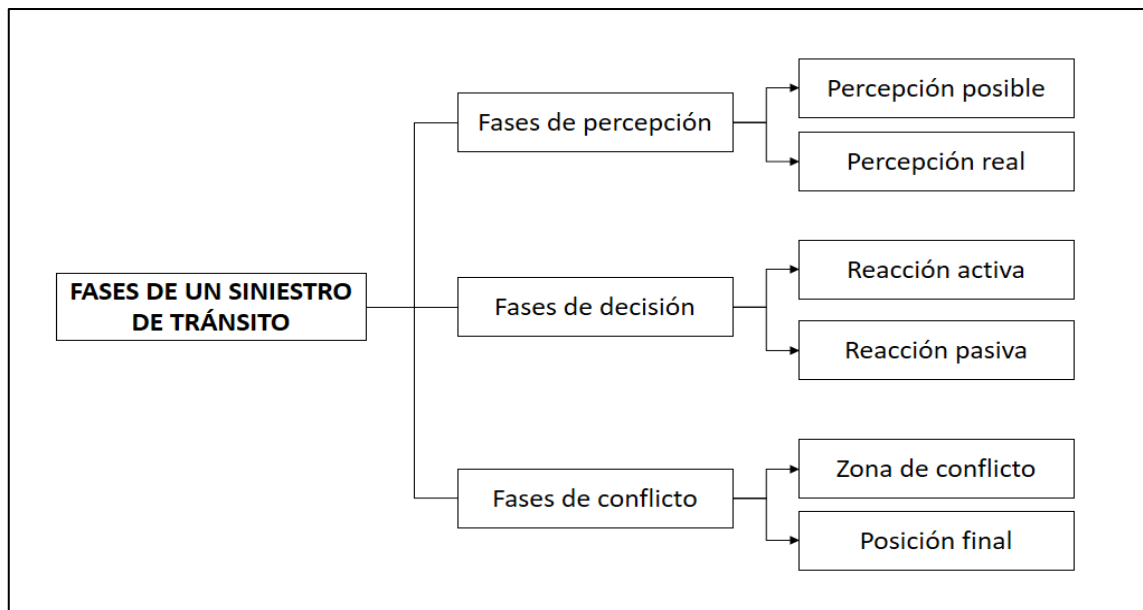 FASES DE UN SINIESTRO
DE TRÁNSITO
Fases de percepción
Percepción posible
Percepción real
Fases de decisión
Reacción activa
Reacción pasiva
Fases de conflicto
Zona de conflicto
Posición final